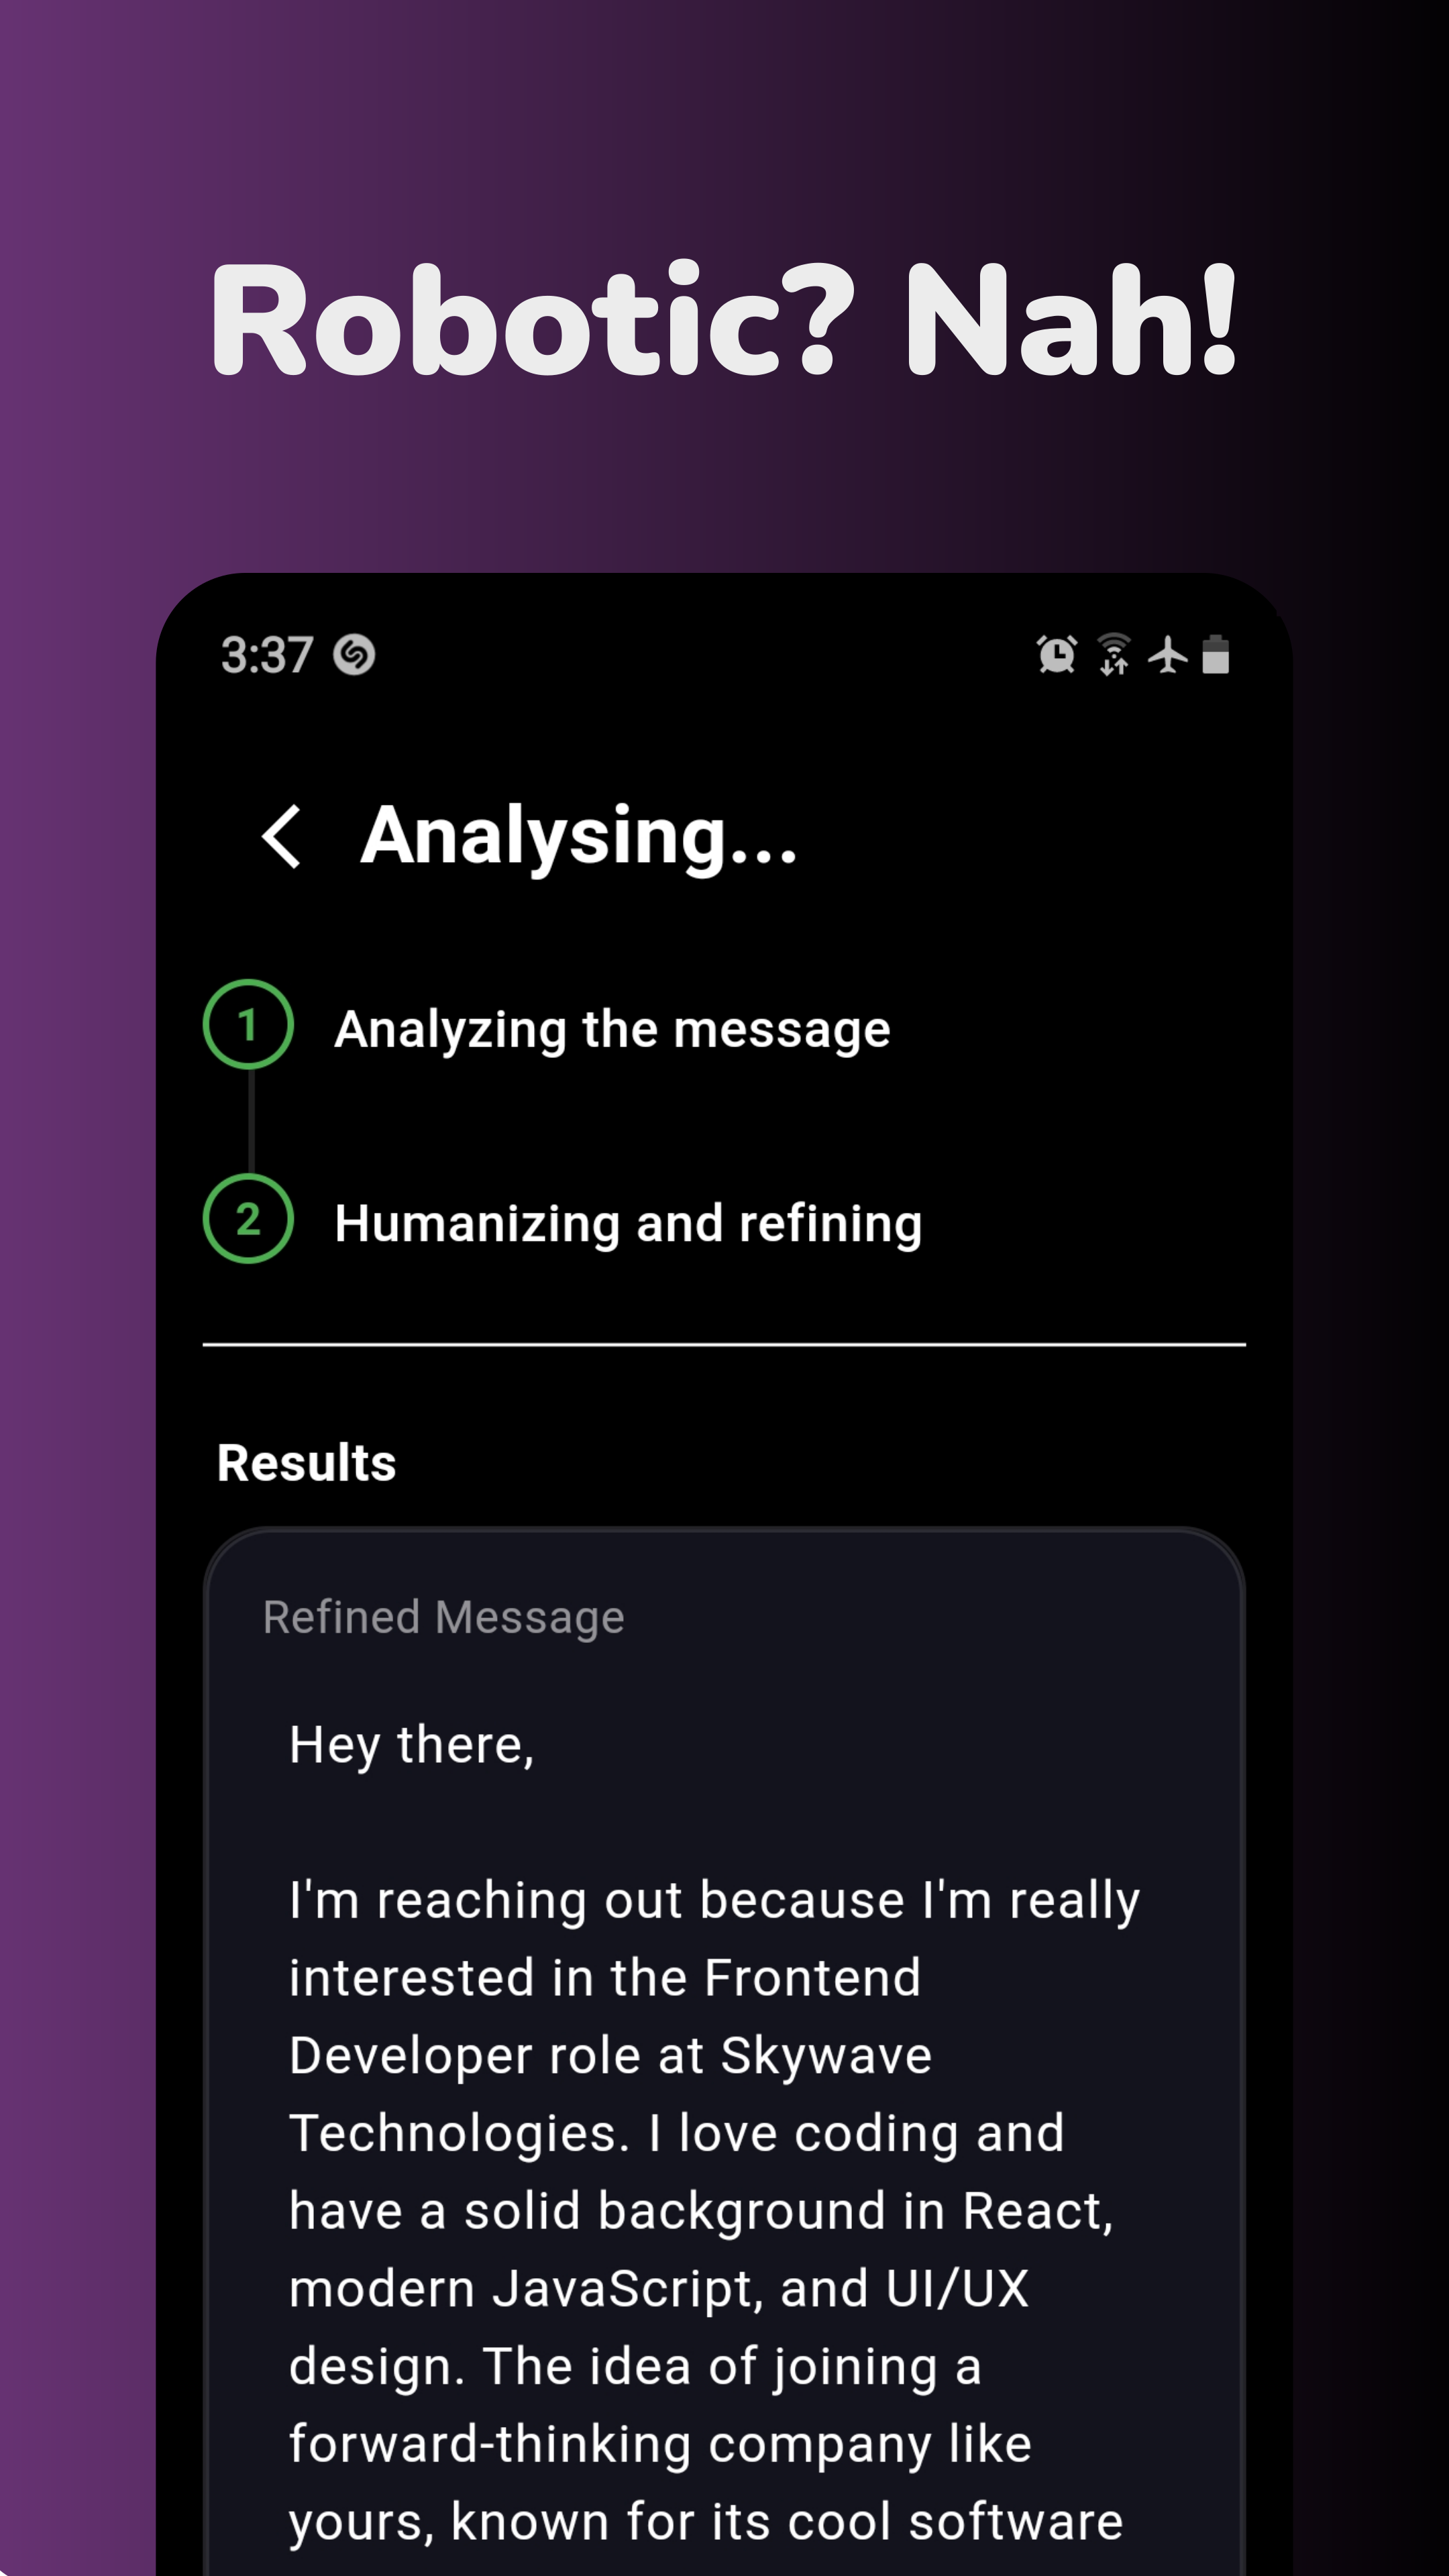 Robotic? Nah!
3:37
Analysing...
1
Analyzing the message
2
Humanizing and refining
Results
Refined Message
Hey there,
I'm reaching out because I'm really
interested in the Frontend
Developer role at Skywave
Technologies. I love coding and
have a solid background in React,
modern JavaScript, and UI/UX
design. The idea of joining a
forward-thinking company like
yours, known for its cool software